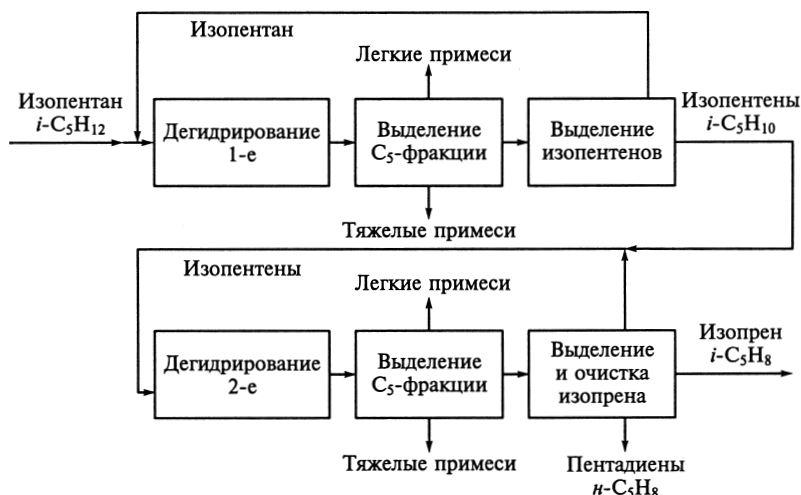 Изопентан
Легкие примеси
Изопентан
i-C5H12
Дегидрирование
1-е
Выделение
C5-фракции
Выделение
изопентенов
Изопентены
i-C5H10
Тяжелые примеси
Изопентены
Легкие примеси
Дегидрирование
2-е
Выделение
C5-фракции
Выделение
и очистка
изопрена
Изопрен
i-C5H8
Тяжелые примеси
Пентадиены
н-C5H8